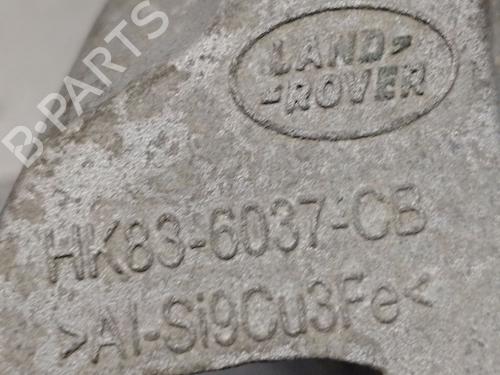 B-PARTS
LAND-
-ROVER
HK83-6037-CB
>Al-Si9Cu3Fe<